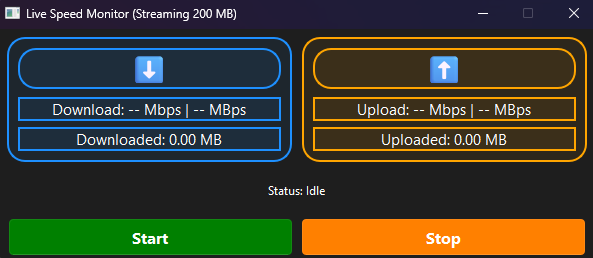 Live Speed Monitor (Streaming 200 MB)
Download: -- Mbps | -- MBps
Downloaded: 0.00 MB
Upload: -- Mbps | -- MBps
Uploaded: 0.00 MB
Status: Idle
Start
Stop